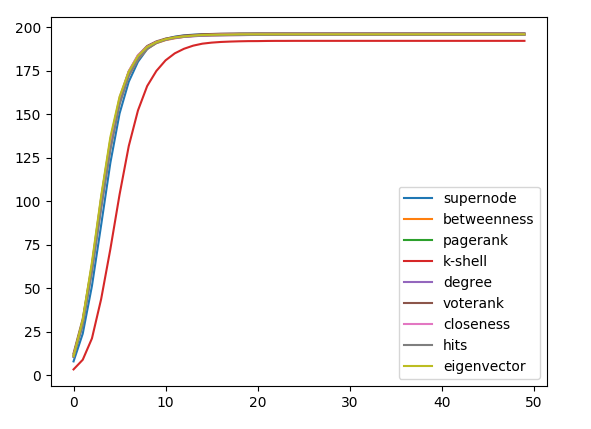 200
175
150
125
100
75
50
25
0
supernode
betweenness
pagerank
k-shell
degree
voterank
closeness
hits
eigenvector
0 10 20 30 40 50